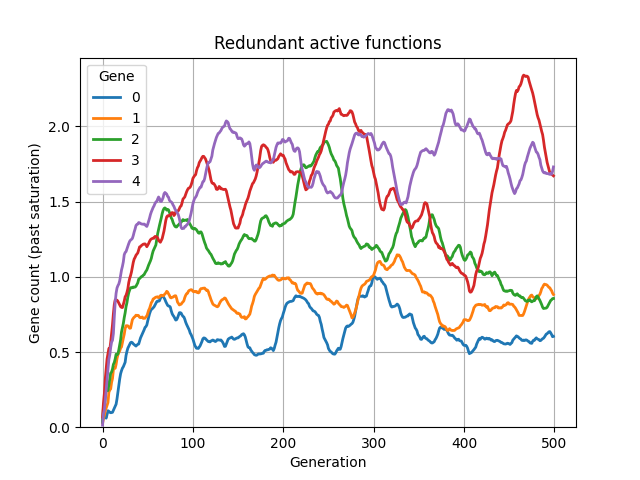 Redundant active functions
Gene
0
1
2
3
4
Gene count (past saturation)
2.0
1.5
1.0
0.5
0.0
0 100 200 300 400 500
Generation